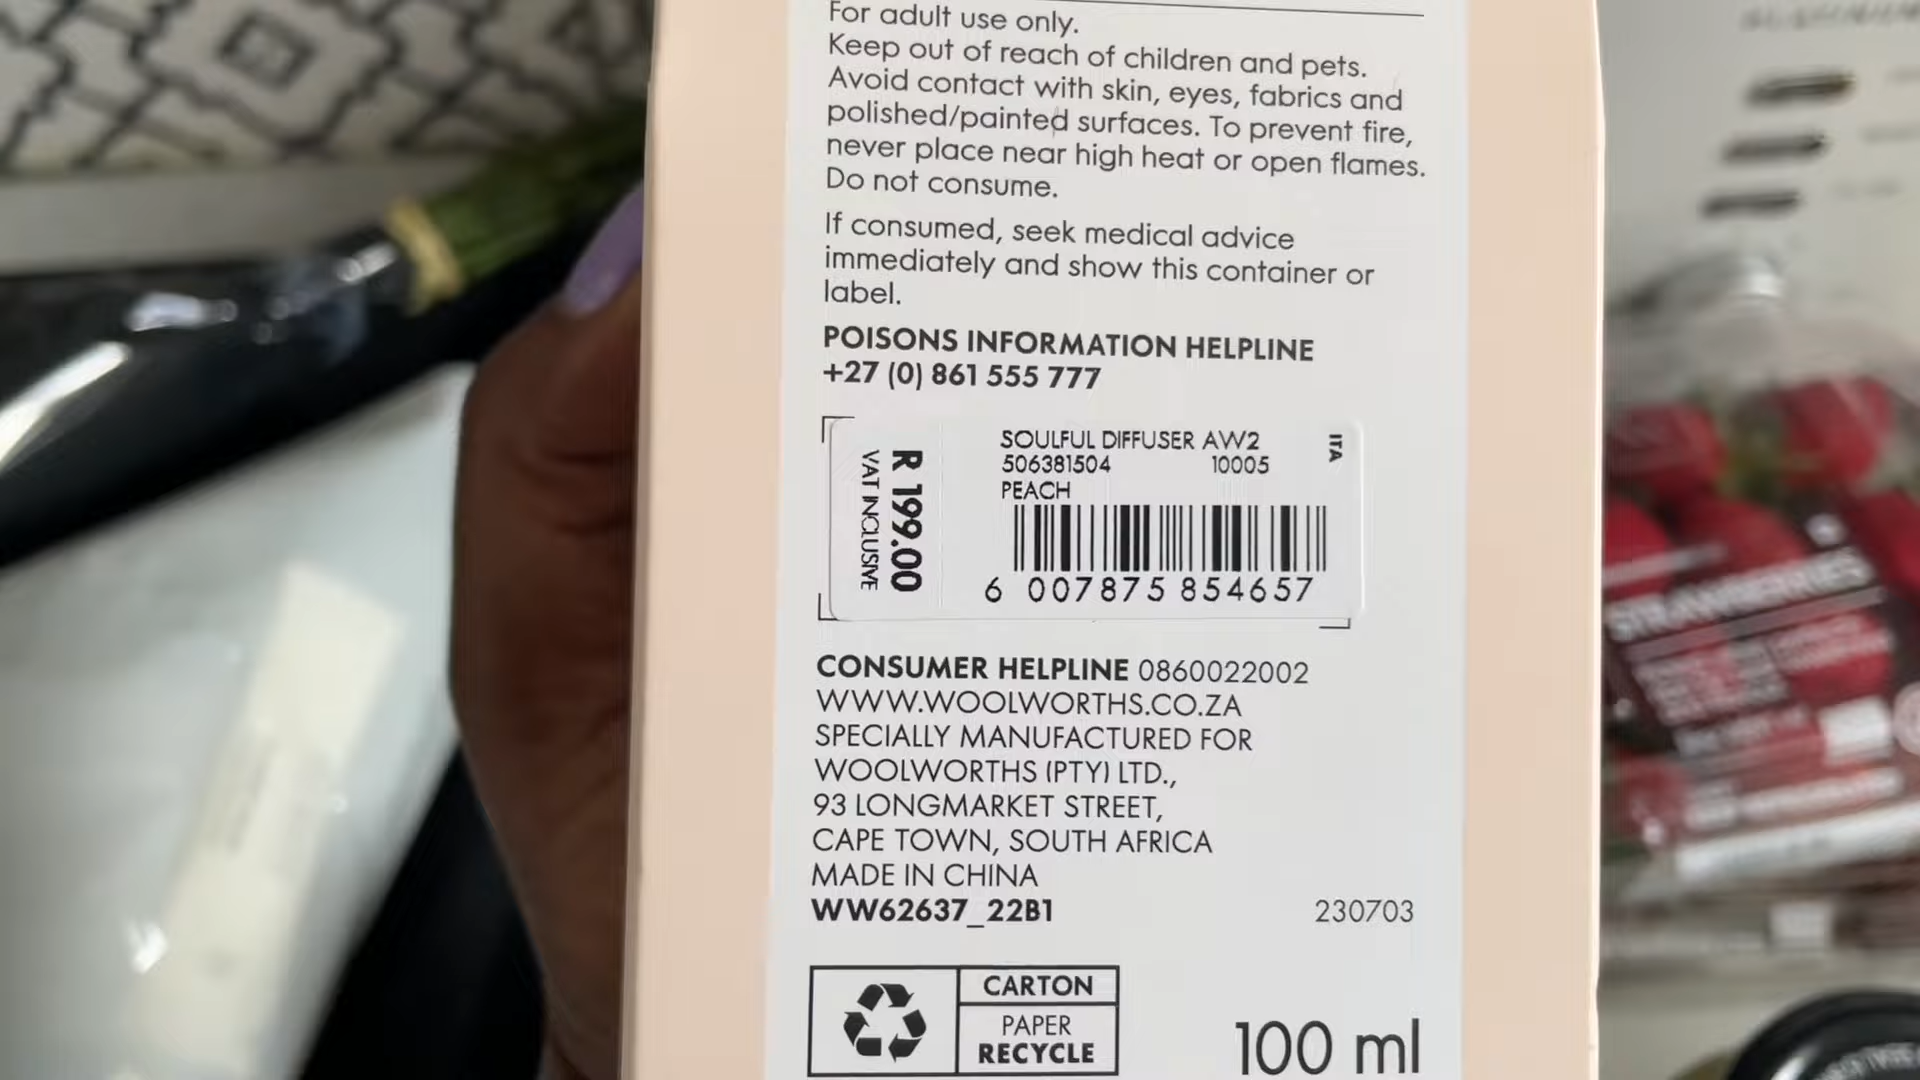 For adult use only.
Keep out of reach of children and pets.
Avoid contact with skin, eyes, fabrics and
polished/painted surfaces. To prevent fire,
never place near high heat or open flames.
Do not consume.
If consumed, seek medical advice
immediately and show this container or
label.
POISONS INFORMATION HELPLINE
+27 (0) 861 555 777
R 199.00
VAT INCLUSIVE
SOULFUL DIFFUSER AW2
506381504 10005
PEACH
ITA
6 007875 854657
CONSUMER HELPLINE 0860022002
WWW.WOOLWORTHS.CO.ZA
SPECIALLY MANUFACTURED FOR
WOOLWORTHS (PTY) LTD.,
93 LONGMARKET STREET,
CAPE TOWN, SOUTH AFRICA
MADE IN CHINA
WW62637_22B1 230703
CARTON
PAPER
RECYCLE
100 ml
STRAWBERRIES